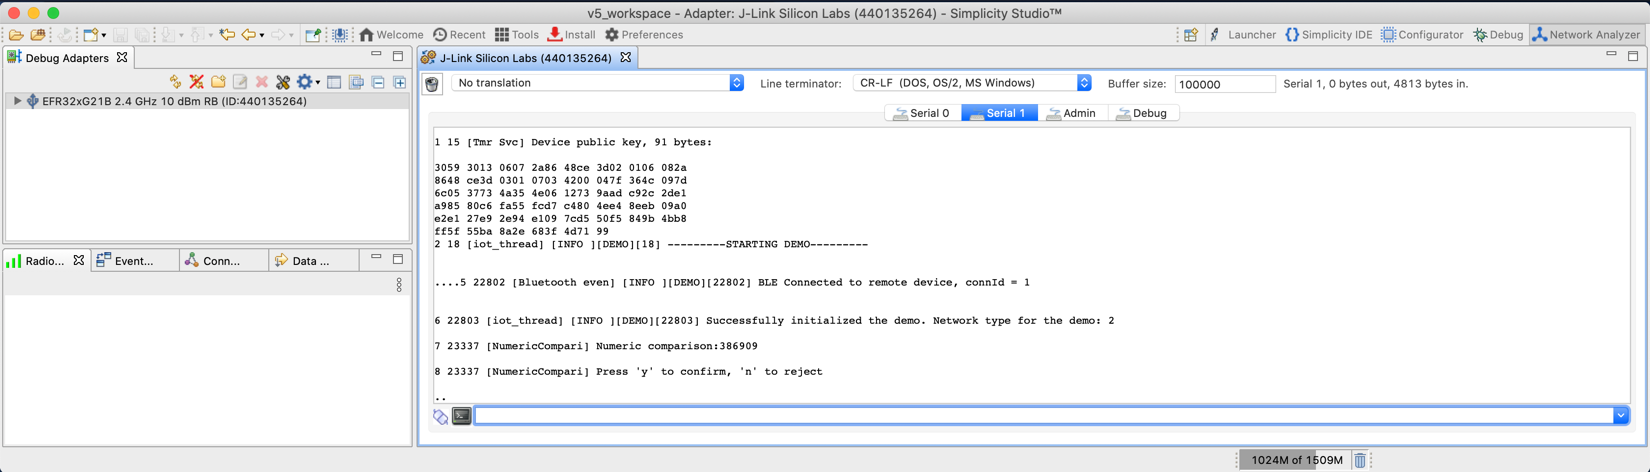 v5_workspace - Adapter: J-Link Silicon Labs (440135264) - Simplicity Studio™
Welcome Recent Tools Install Preferences Launcher Simplicity IDE Configurator Debug Network Analyzer
Debug Adapters
EFR32xG21B 2.4 GHz 10 dBm RB (ID:440135264)
Radio... Event... Conn... Data ...
J-Link Silicon Labs (440135264)
No translation Line terminator: CR-LF (DOS, OS/2, MS Windows) Buffer size: 100000 Serial 1, 0 bytes out, 4813 bytes in.
Serial 0 Serial 1 Admin Debug
1 15 [Tmr Svc] Device public key, 91 bytes:
3059 3013 0607 2a86 48ce 3d02 0106 082a
8648 ce3d 0301 0703 4200 047f 364c 097d
6c05 3773 4a35 4e06 1273 9aad c92c 2de1
a985 80c6 fa55 fcd7 c480 4ee4 8eeb 09a0
e2e1 27e9 2e94 e109 7cd5 50f5 849b 4bb8
ff5f 55ba 8a2e 683f 4d71 99
2 18 [iot_thread] [INFO ][DEMO][18] ---------STARTING DEMO---------
....5 22802 [Bluetooth even] [INFO ][DEMO][22802] BLE Connected to remote device, connId = 1
6 22803 [iot_thread] [INFO ][DEMO][22803] Successfully initialized the demo. Network type for the demo: 2
7 23337 [NumericCompari] Numeric comparison:386909
8 23337 [NumericCompari] Press 'y' to confirm, 'n' to reject
..
1024M of 1509M